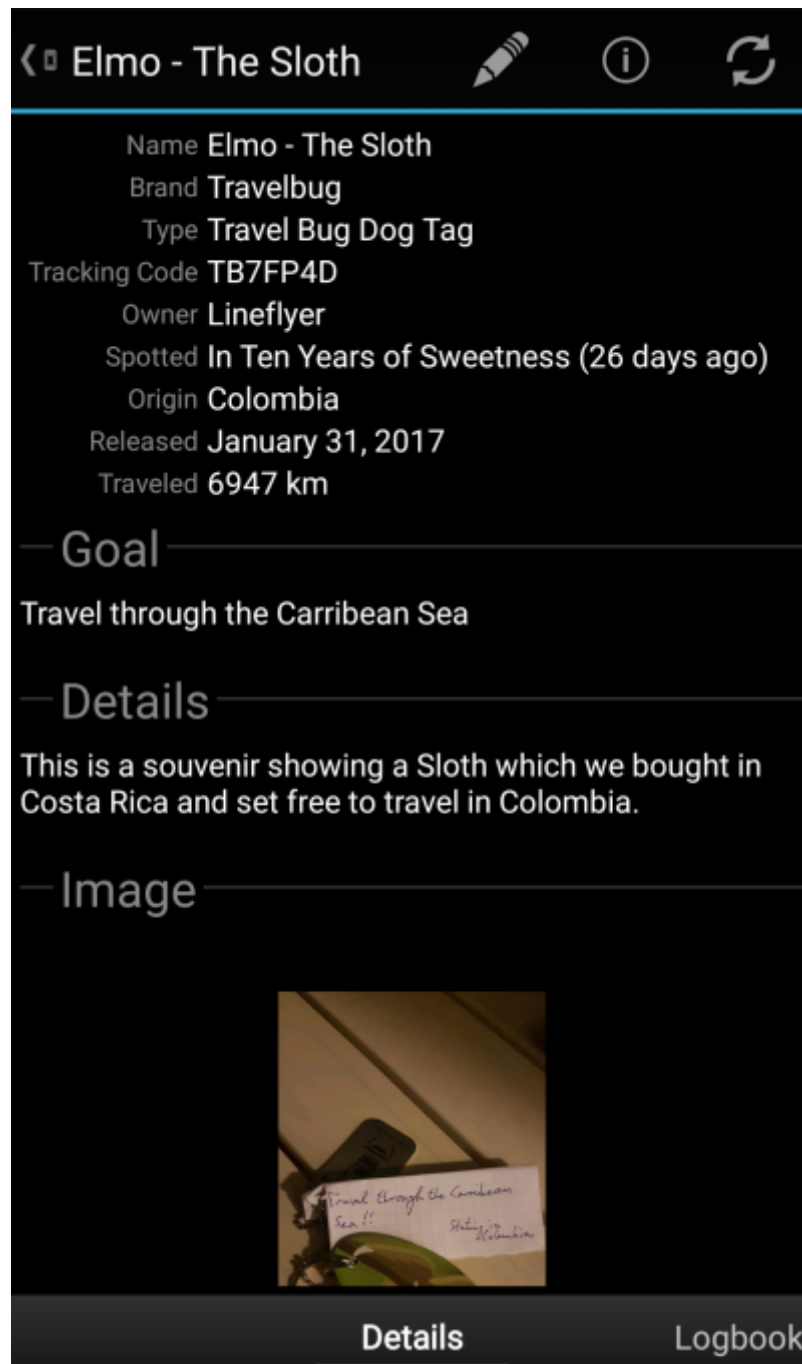 Elmo - The Sloth
Name Elmo - The Sloth
Brand Travelbug
Type Travel Bug Dog Tag
Tracking Code TB7FP4D
Owner Lineflyer
Spotted In Ten Years of Sweetness (26 days ago)
Origin Colombia
Released January 31, 2017
Traveled 6947 km
Goal
Travel through the Carribean Sea
Details
This is a souvenir showing a Sloth which we bought in
Costa Rica and set free to travel in Colombia.
Image
Travel through the Carribean
Sea !!
Colombia
Details Logbook